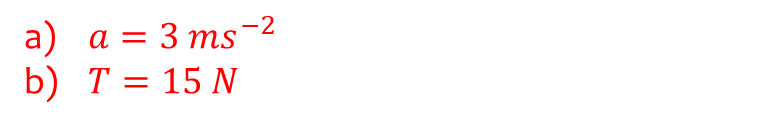 a) a = 3 ms⁻²
b) T = 15 N